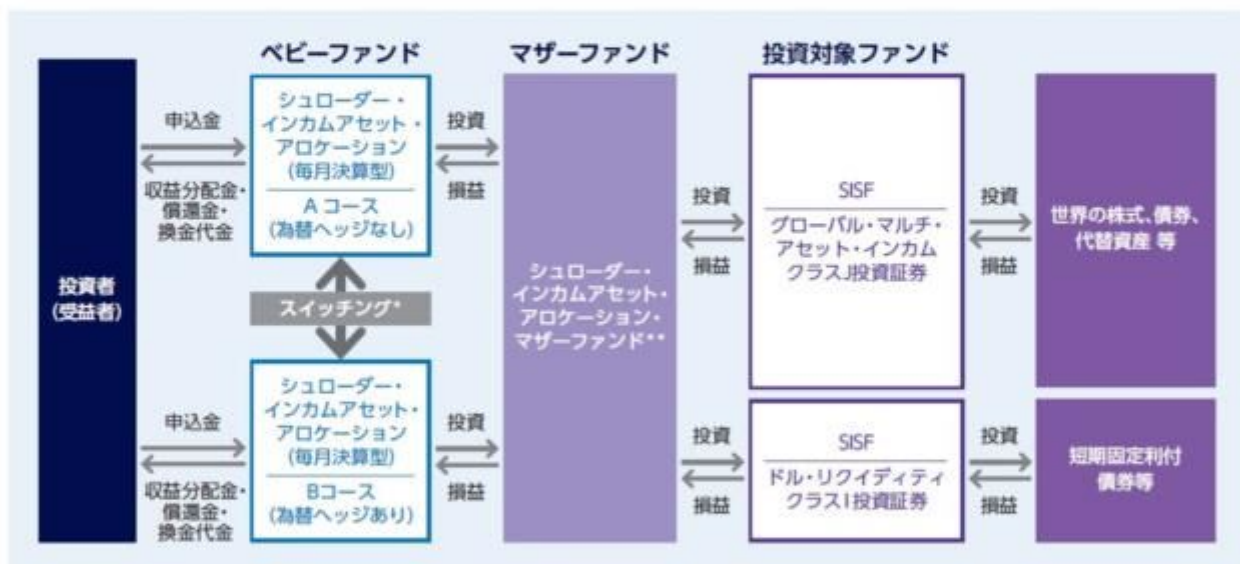 ベビーファンド
マザーファンド
投資対象ファンド
投資者
(受益者)
申込金
収益分配金・
償還金・
換金代金
シュローダー・
インカムアセット・
アロケーション
(毎月決算型)
Aコース
(為替ヘッジなし)
投資
損益
スイッチング*
申込金
収益分配金・
償還金・
換金代金
シュローダー・
インカムアセット・
アロケーション
(毎月決算型)
Bコース
(為替ヘッジあり)
投資
損益
シュローダー・
インカムアセット・
アロケーション・
マザーファンド**
投資
損益
SISF
グローバル・マルチ・
アセット・インカム
クラスJ投資証券
投資
損益
世界の株式、債券、
代替資産 等
投資
損益
SISF
ドル・リクイディティ
クラスI投資証券
投資
損益
短期固定利付
債券等